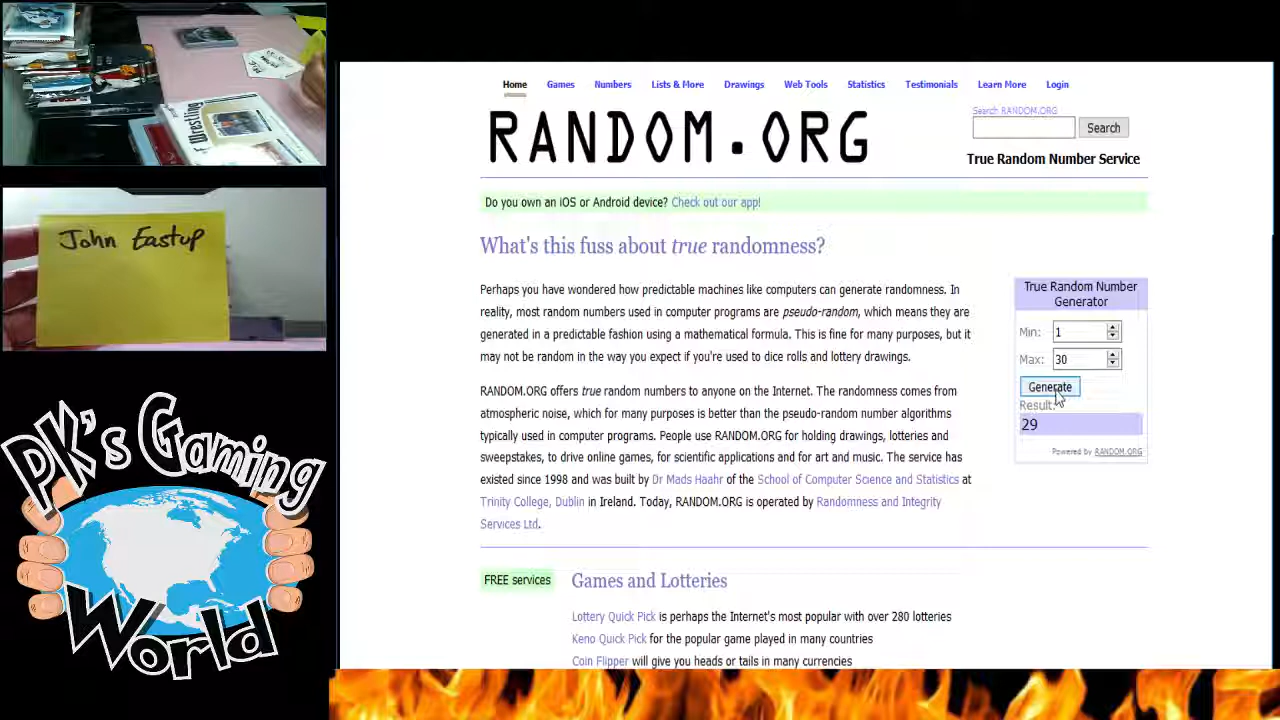 Wrestling
John Eastup
PK's Gaming
World
Home Games Numbers Lists & More Drawings Web Tools Statistics Testimonials Learn More Login
RANDOM.ORG
Search RANDOM.ORG
Search
True Random Number Service
Do you own an iOS or Android device? Check out our app!
What's this fuss about true randomness?
Perhaps you have wondered how predictable machines like computers can generate randomness. In
reality, most random numbers used in computer programs are pseudo-random, which means they are
generated in a predictable fashion using a mathematical formula. This is fine for many purposes, but it
may not be random in the way you expect if you're used to dice rolls and lottery drawings.
RANDOM.ORG offers true random numbers to anyone on the Internet. The randomness comes from
atmospheric noise, which for many purposes is better than the pseudo-random number algorithms
typically used in computer programs. People use RANDOM.ORG for holding drawings, lotteries and
sweepstakes, to drive online games, for scientific applications and for art and music. The service has
existed since 1998 and was built by Dr Mads Haahr of the School of Computer Science and Statistics at
Trinity College, Dublin in Ireland. Today, RANDOM.ORG is operated by Randomness and Integrity
Services Ltd.
True Random Number
Generator
Min: 1
Max: 30
Generate
Result:
29
Powered by RANDOM.ORG
FREE services
Games and Lotteries
Lottery Quick Pick is perhaps the Internet's most popular with over 280 lotteries
Keno Quick Pick for the popular game played in many countries
Coin Flipper will give you heads or tails in many currencies